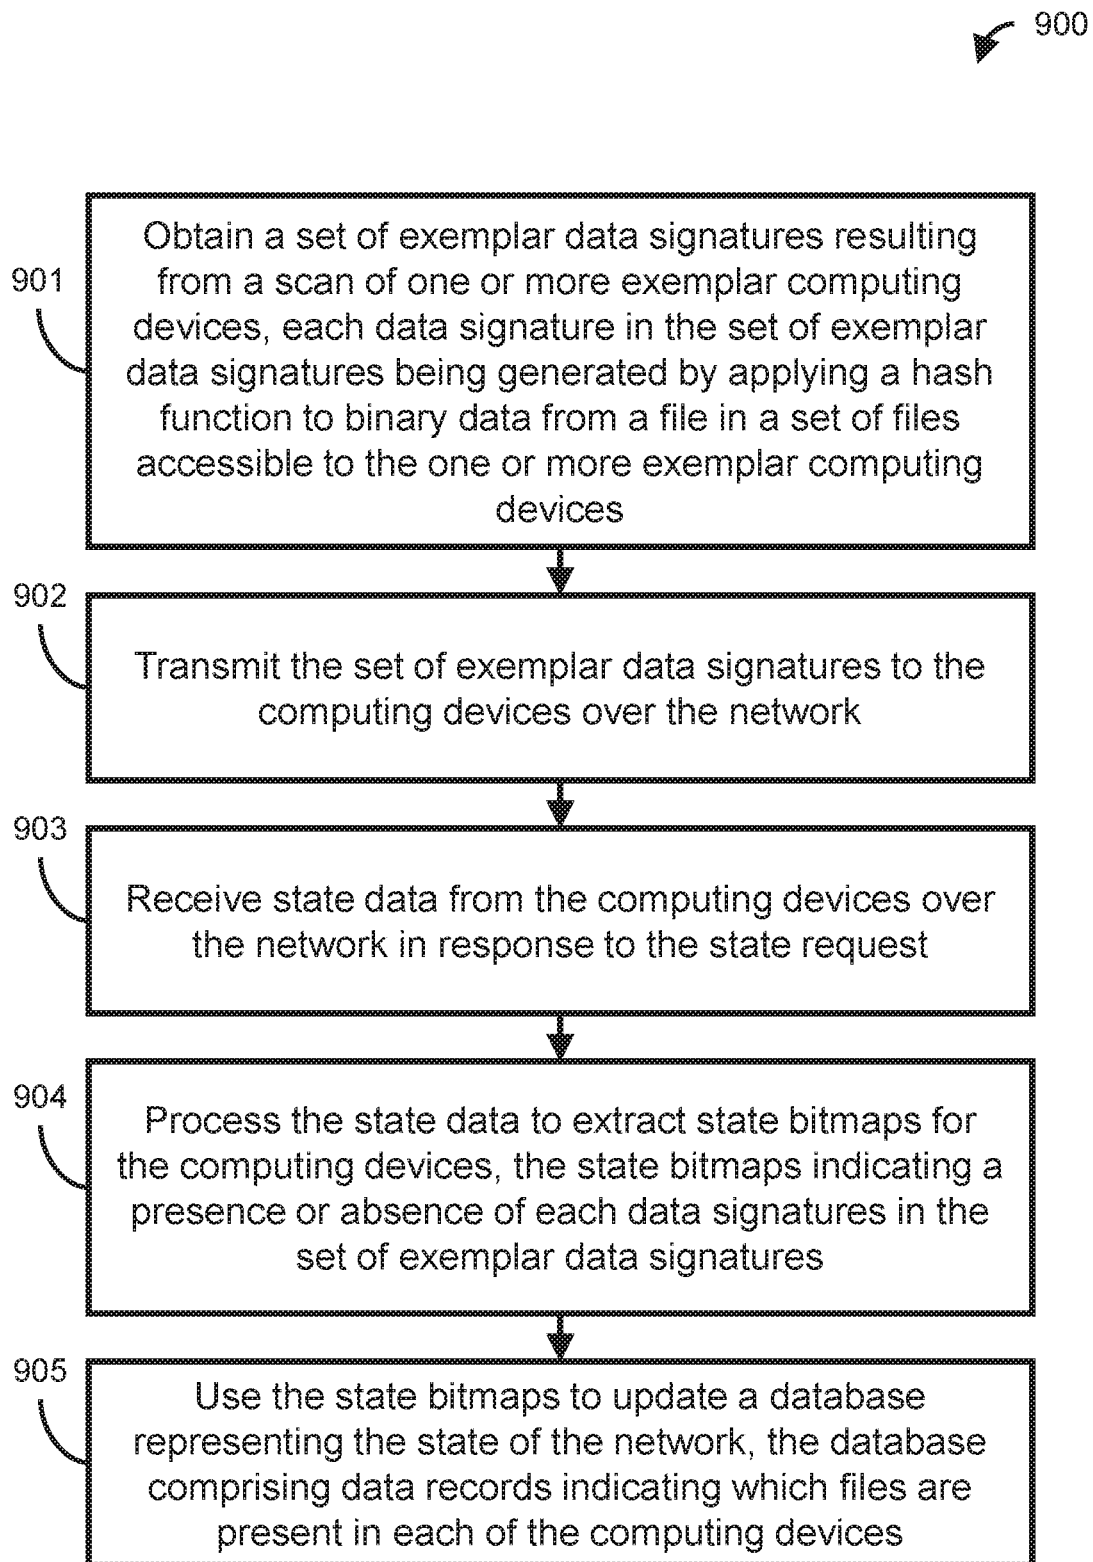 900
901
Obtain a set of exemplar data signatures resulting
from a scan of one or more exemplar computing
devices, each data signature in the set of exemplar
data signatures being generated by applying a hash
function to binary data from a file in a set of files
accessible to the one or more exemplar computing
devices
902
Transmit the set of exemplar data signatures to the
computing devices over the network
903
Receive state data from the computing devices over
the network in response to the state request
904
Process the state data to extract state bitmaps for
the computing devices, the state bitmaps indicating a
presence or absence of each data signatures in the
set of exemplar data signatures
905
Use the state bitmaps to update a database
representing the state of the network, the database
comprising data records indicating which files are
present in each of the computing devices